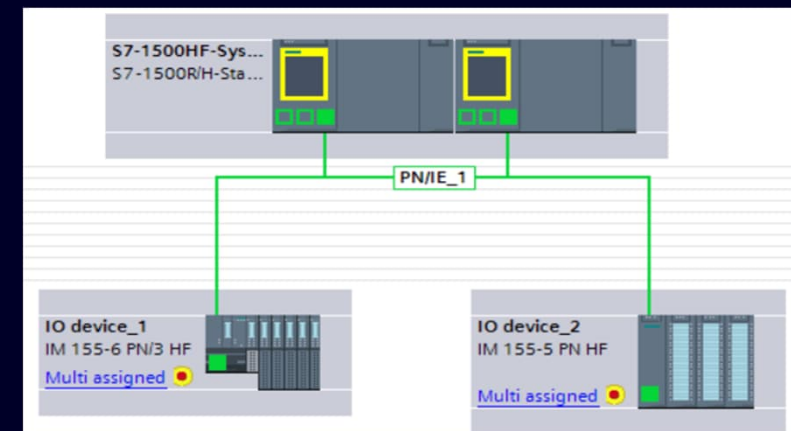 S7-1500HF-Sys...
S7-1500R/H-Sta...
PN/IE_1
IO device_1
IM 155-6 PN/3 HF
Multi assigned
IO device_2
IM 155-5 PN HF
Multi assigned